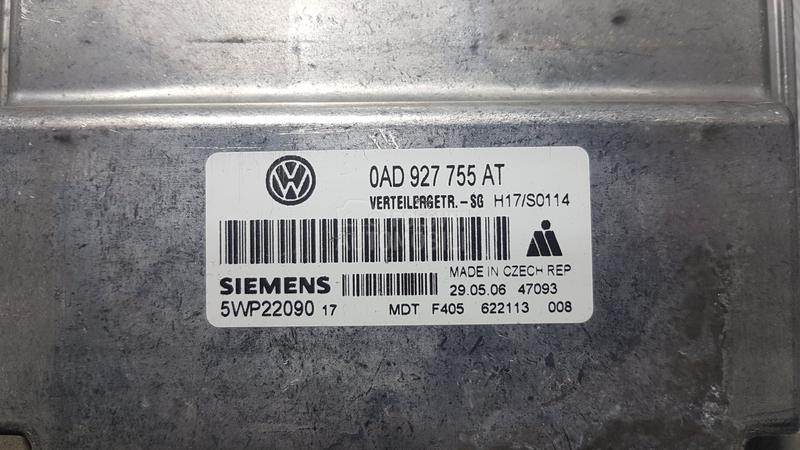 0AD 927 755 AT
VERTEILERGETR.-SG H17/S0114
SIEMENS MADE IN CZECH REP
29.05.06 47093
5WP22090 17 MDT F405 622113 008